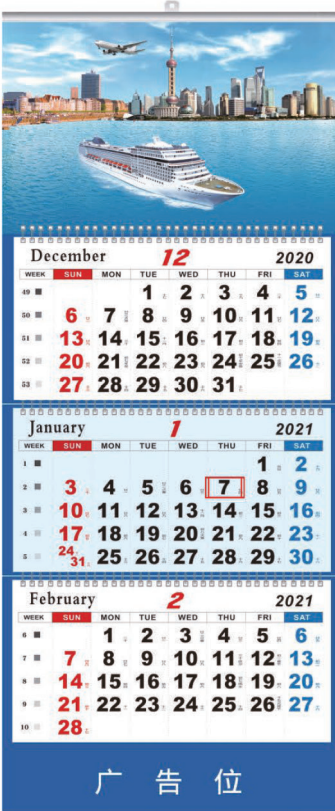 December 12 2020
WEEK SUN MON TUE WED THU FRI SAT
49 1 2 3 4 5
50 6 7 8 9 10 11 12
51 13 14 15 16 17 18 19
52 20 21 22 23 24 25 26
53 27 28 29 30 31
January 1 2021
WEEK SUN MON TUE WED THU FRI SAT
1 1 2
2 3 4 5 6 7 8 9
3 10 11 12 13 14 15 16
4 17 18 19 20 21 22 23
5 24 31 25 26 27 28 29 30
February 2 2021
WEEK SUN MON TUE WED THU FRI SAT
6 1 2 3 4 5 6
7 7 8 9 10 11 12 13
8 14 15 16 17 18 19 20
9 21 22 23 24 25 26 27
10 28
广告位